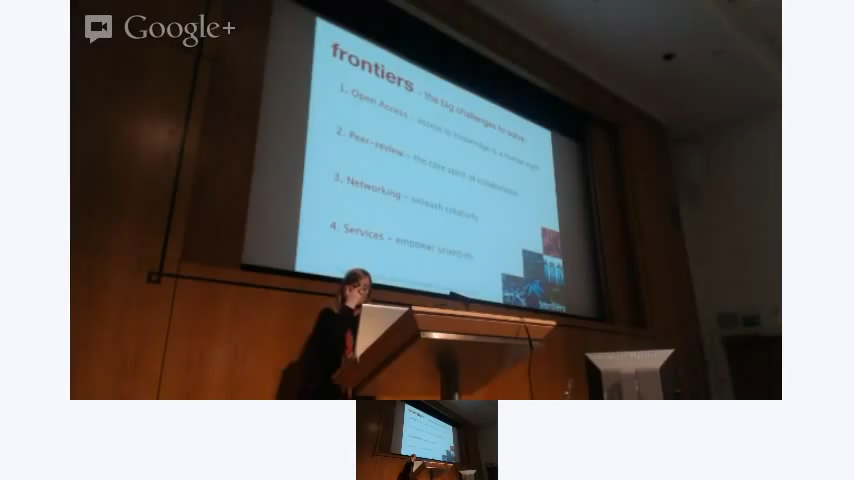 Google+
frontiers - the big challenges to solve
1. Open Access - access to knowledge is a human right
2. Peer-review - the core spirit of collaboration
3. Networking - unleash creativity
4. Services - empower scientists
frontiers